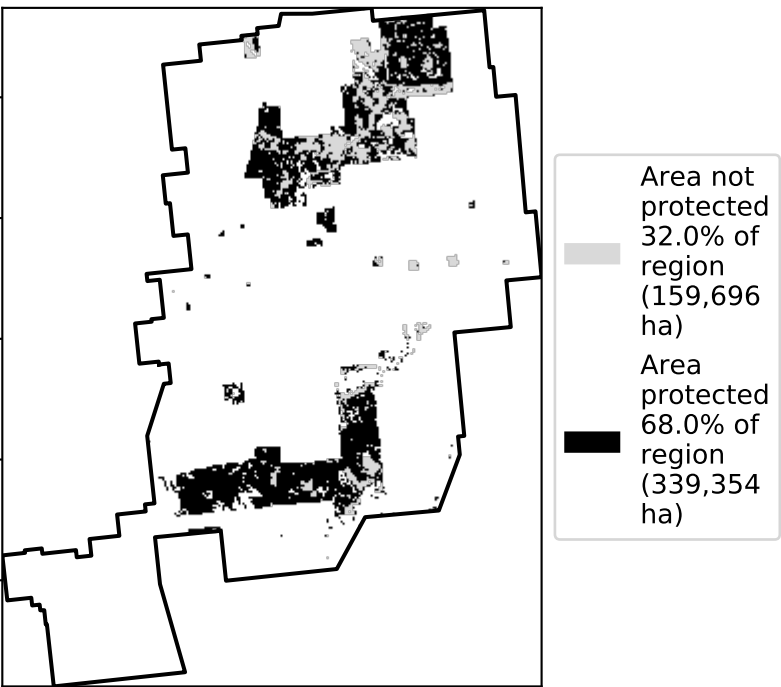 Area not
protected
32.0% of
region
(159,696
ha)
Area
protected
68.0% of
region
(339,354
ha)